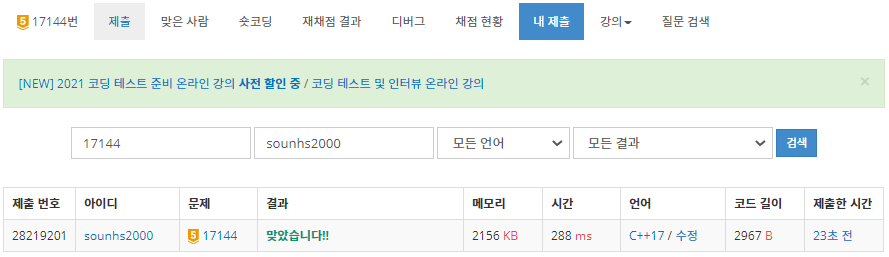 5 17144번 제출 맞은 사람 숏코딩 재채점 결과 디버그 채점 현황 내 제출 강의 질문 검색
[NEW] 2021 코딩 테스트 준비 온라인 강의 사전 할인 중 / 코딩 테스트 및 인터뷰 온라인 강의 ×
17144 sounhs2000 모든 언어 모든 결과 검색
제출 번호 아이디 문제 결과 메모리 시간 언어 코드 길이 제출한 시간
28219201 sounhs2000 5 17144 맞았습니다!! 2156 KB 288 ms C++17 / 수정 2967 B 23초 전